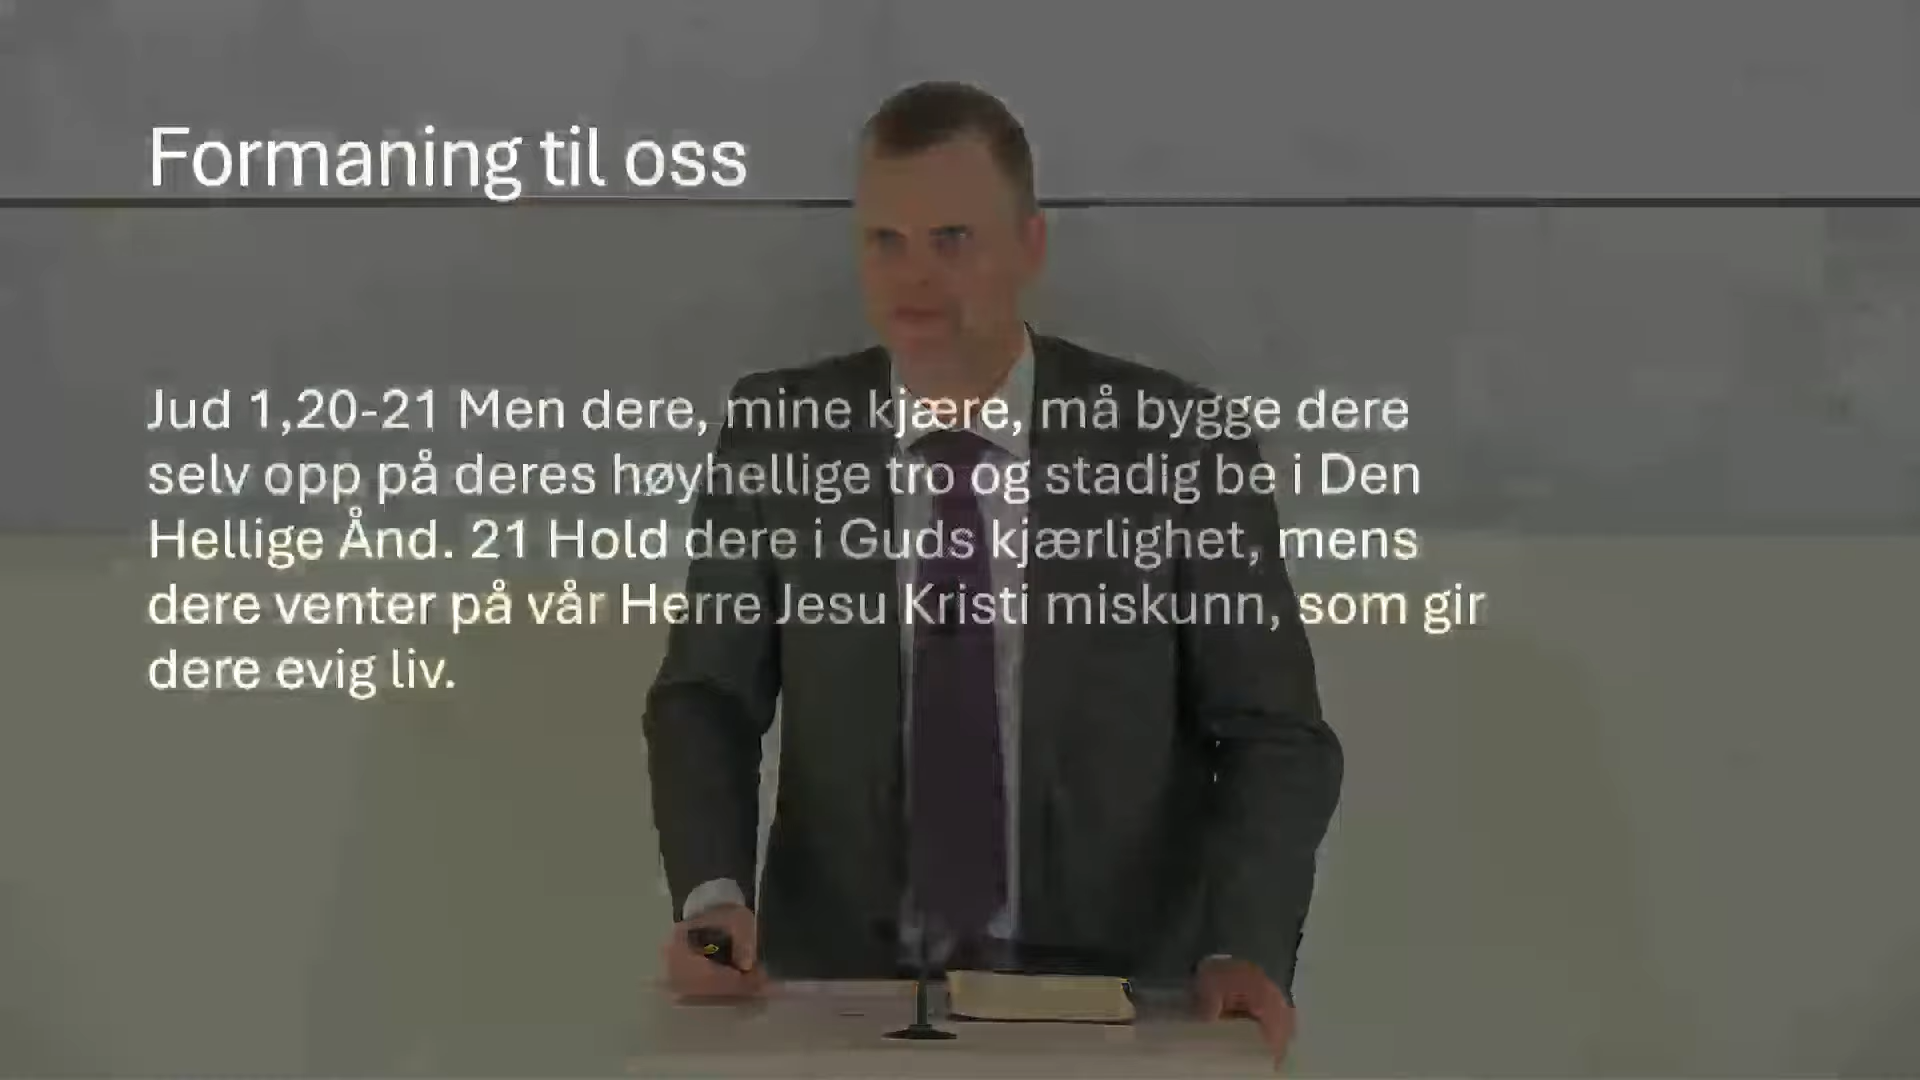 Formaning til oss
Jud 1,20-21 Men dere, mine kjære, må bygge dere
selv opp på deres høyhellige tro og stadig be i Den
Hellige Ånd. 21 Hold dere i Guds kjærlighet, mens
dere venter på vår Herre Jesu Kristi miskunn, som gir
dere evig liv.